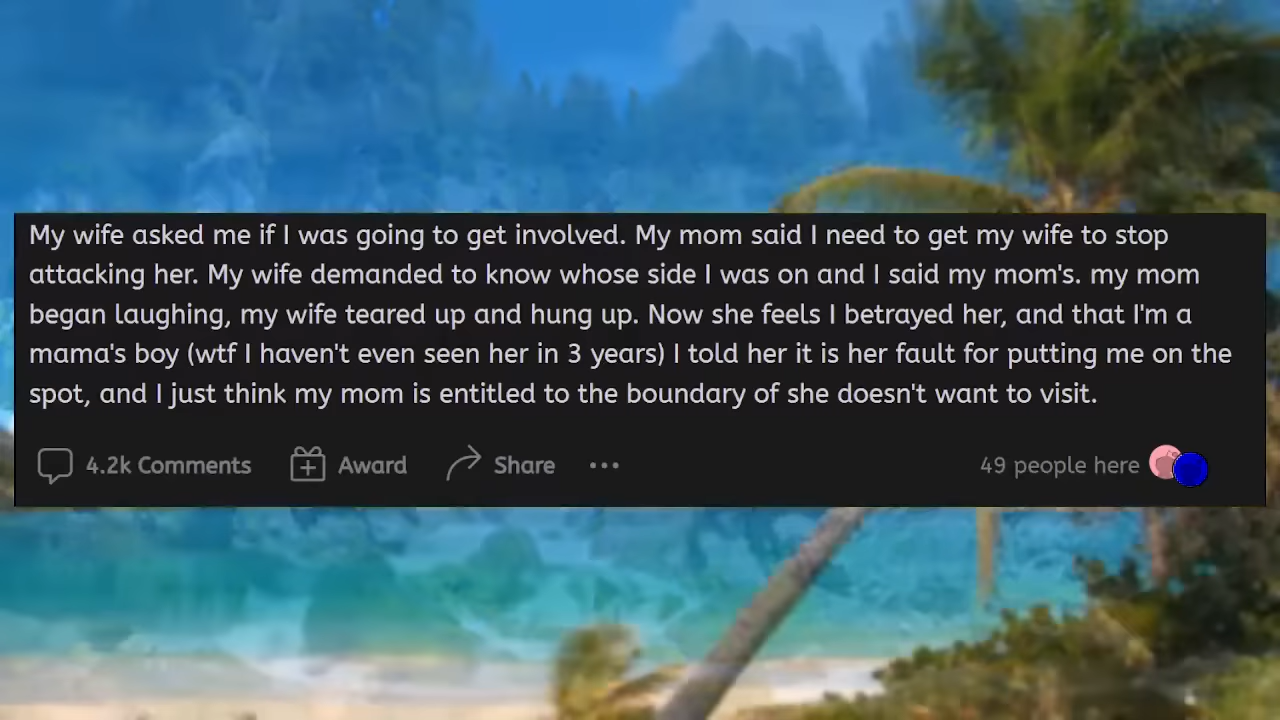 My wife asked me if I was going to get involved. My mom said I need to get my wife to stop
attacking her. My wife demanded to know whose side I was on and I said my mom's. my mom
began laughing, my wife teared up and hung up. Now she feels I betrayed her, and that I'm a
mama's boy (wtf I haven't even seen her in 3 years) I told her it is her fault for putting me on the
spot, and I just think my mom is entitled to the boundary of she doesn't want to visit.
4.2k Comments Award Share ••• 49 people here